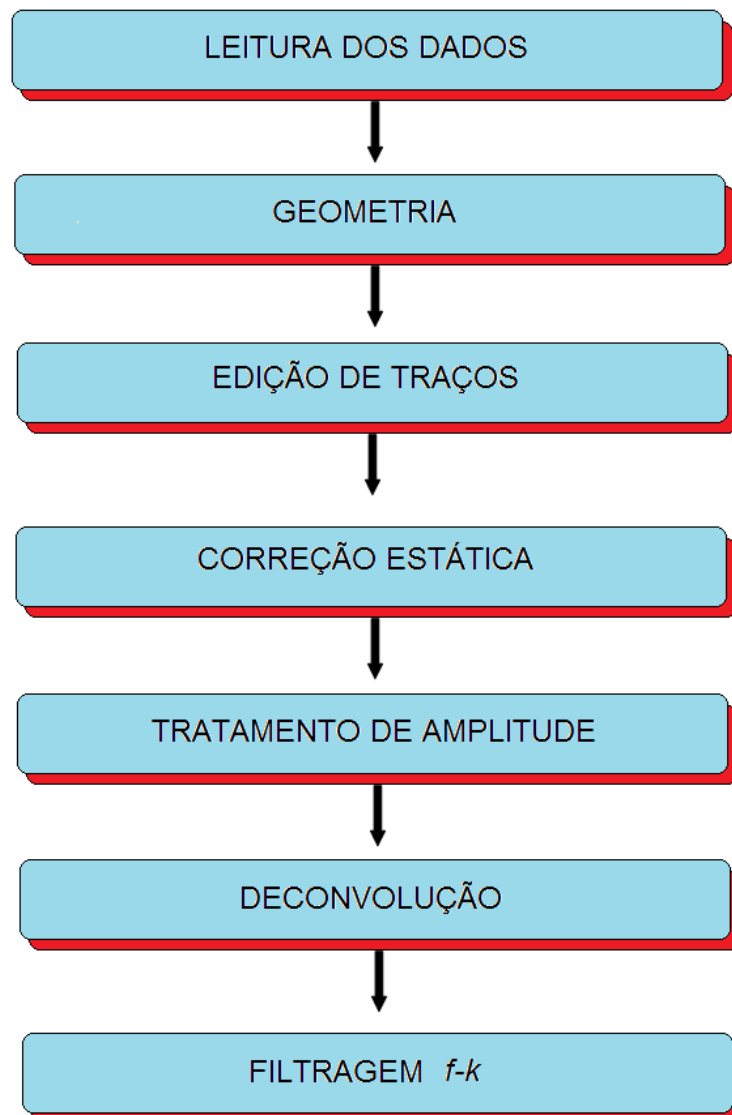 LEITURA DOS DADOS
GEOMETRIA
EDIÇÃO DE TRAÇOS
CORREÇÃO ESTÁTICA
TRATAMENTO DE AMPLITUDE
DECONVOLUÇÃO
FILTRAGEM f-k